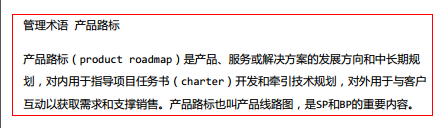 管理术语 产品路标
产品路标（product roadmap）是产品、服务或解决方案的发展方向和中长期规
划，对内用于指导项目任务书（charter）开发和牵引技术规划，对外用于与客户
互动以获取需求和支撑销售。产品路标也叫产品线路图，是SP和BP的重要内容。